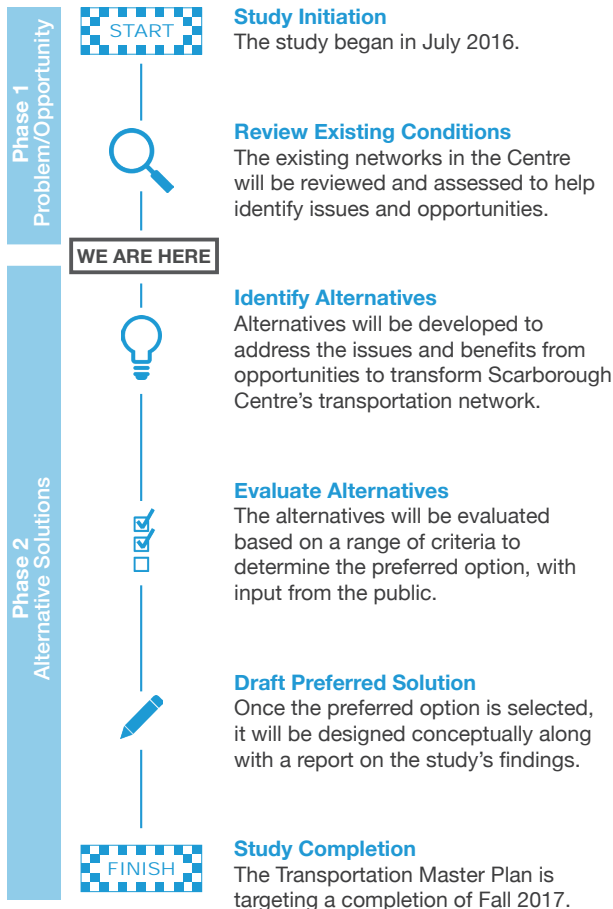 Phase 1
Problem/Opportunity
START
Study Initiation
The study began in July 2016.
Review Existing Conditions
The existing networks in the Centre
will be reviewed and assessed to help
identify issues and opportunities.
WE ARE HERE
Phase 2
Alternative Solutions
Identify Alternatives
Alternatives will be developed to
address the issues and benefits from
opportunities to transform Scarborough
Centre's transportation network.
Evaluate Alternatives
The alternatives will be evaluated
based on a range of criteria to
determine the preferred option, with
input from the public.
Draft Preferred Solution
Once the preferred option is selected,
it will be designed conceptually along
with a report on the study's findings.
FINISH
Study Completion
The Transportation Master Plan is
targeting a completion of Fall 2017.